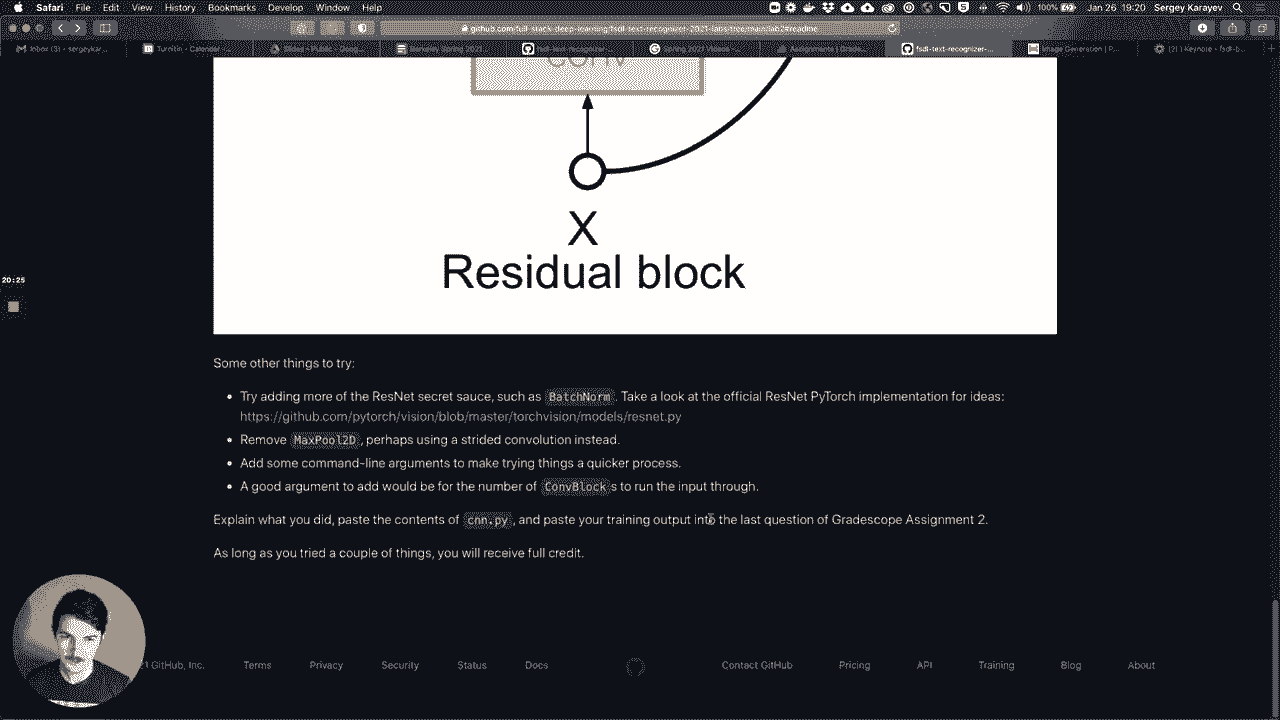 Safari File Edit View History Bookmarks Develop Window Help 100% Jan 26 19:20 Sergey Karayev
github.com/full-stack-deep-learning/fsdl-text-recognizer-2021-labs/tree/main/lab2#readme
Inbox (3) – sergeykar... Turnitin – Calendar - fsdl-text-recognizer... fsdl-text-recognizer-... Image Generation | P... (21) Keynote – fsdl-b...
CONV
X
Residual block
20:25
Some other things to try:
Try adding more of the ResNet secret sauce, such as BatchNorm. Take a look at the official ResNet PyTorch implementation for ideas:
https://github.com/pytorch/vision/blob/master/torchvision/models/resnet.py
Remove MaxPool2D, perhaps using a strided convolution instead.
Add some command-line arguments to make trying things a quicker process.
A good argument to add would be for the number of ConvBlocks to run the input through.
Explain what you did, paste the contents of cnn.py, and paste your training output into the last question of Gradescope Assignment 2.
As long as you tried a couple of things, you will receive full credit.
21 GitHub, Inc. Terms Privacy Security Status Docs Contact GitHub Pricing API Training Blog About